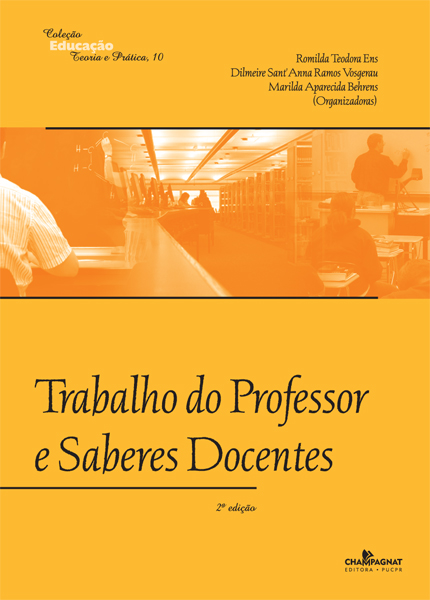 Coleção
Educação
Teoria e Prática, 10
Romilda Teodora Ens
Dilmeire Sant'Anna Ramos Vosgerau
Marilda Aparecida Behrens
(Organizadoras)
Trabalho do Professor
e Saberes Docentes
2ª edição
CHAMPAGNAT
EDITORA • PUCPR